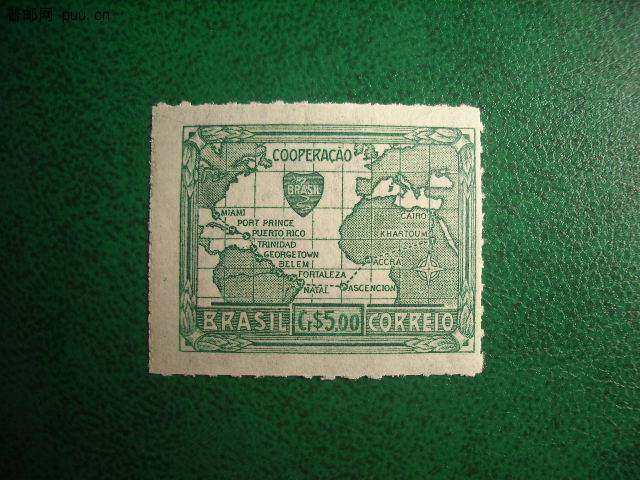 普邮网 puu.cn
COOPERAÇÃO
BRASIL
MIAMI
PORT PRINCE
PUERTO RICO
TRINIDAD
GEORGETOWN
BELEM
FORTALEZA
NATAL
ASCENCION
ACCRA
KHARTOUM
CAIRO
BRASIL Cr$5,00 CORREIO